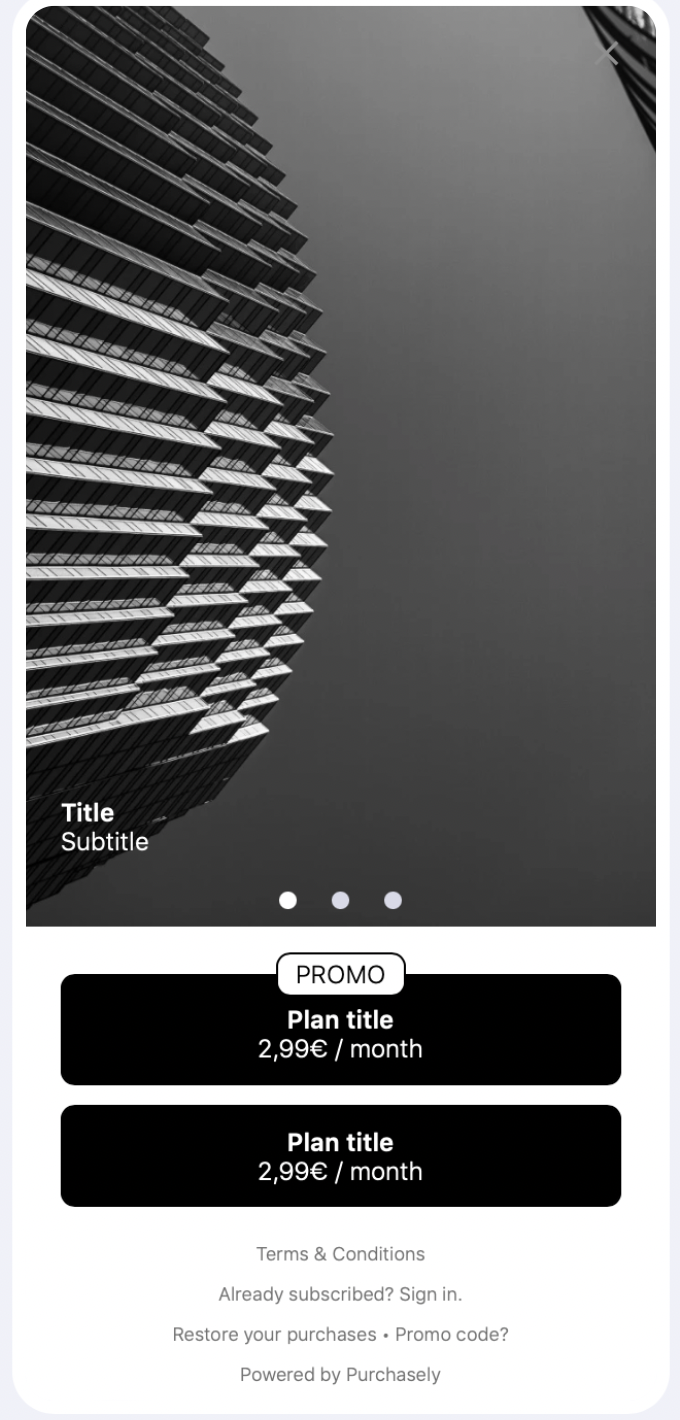 Title
Subtitle
PROMO
Plan title
2,99€ / month
Plan title
2,99€ / month
Terms & Conditions
Already subscribed? Sign in.
Restore your purchases • Promo code?
Powered by Purchasely